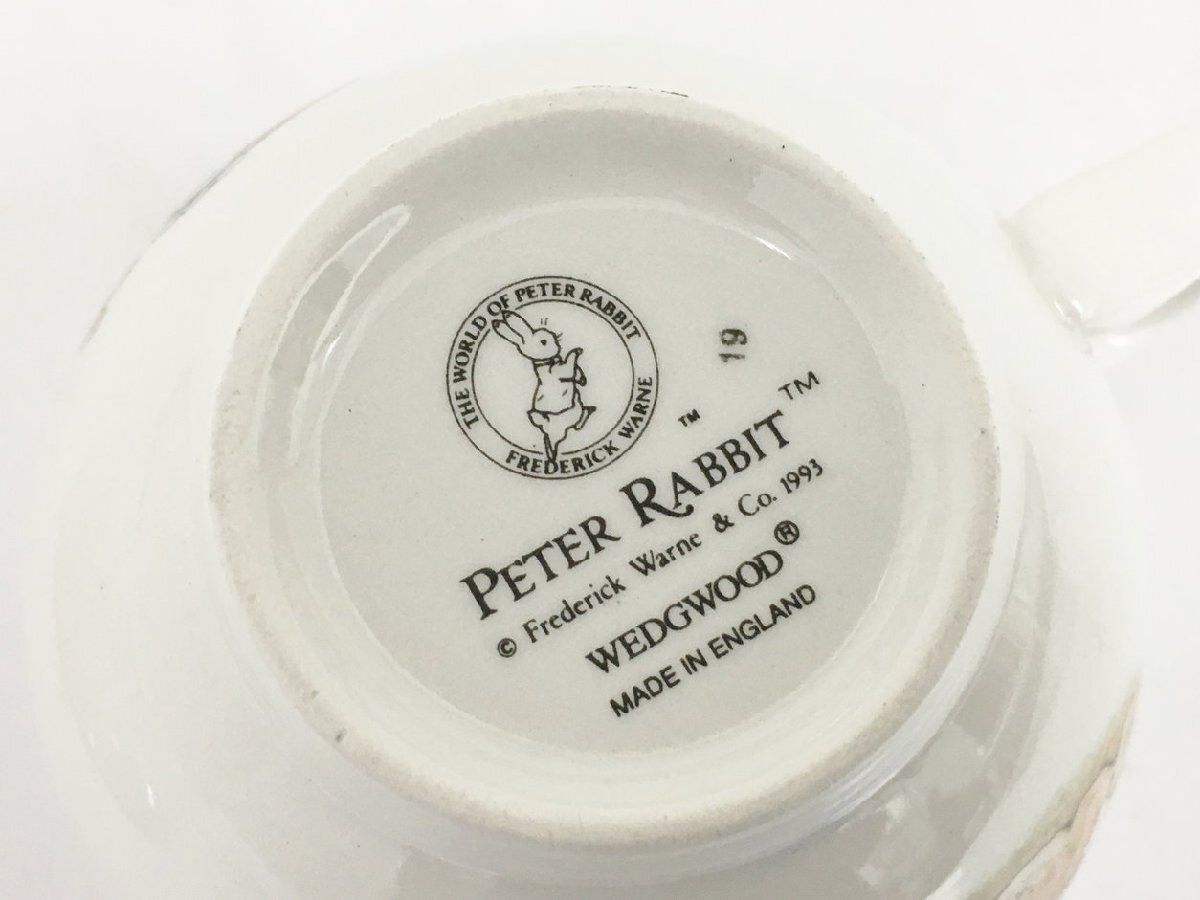 THE WORLD OF PETER RABBIT
FREDERICK WARNE
19
™
PETER RABBIT™
© Frederick Warne & Co. 1993
WEDGWOOD®
MADE IN ENGLAND